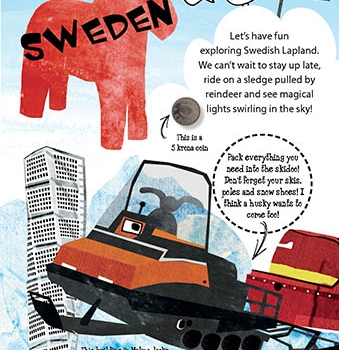 SWEDEN
Let's have fun
exploring Swedish Lapland.
We can't wait to stay up late,
ride on a sledge pulled by
reindeer and see magical
lights swirling in the sky!
This is a
5 krona coin
Pack everything you
need into the skidoo!
Don't forget your skis,
poles and snow shoes! I
think a husky wants to
come too!